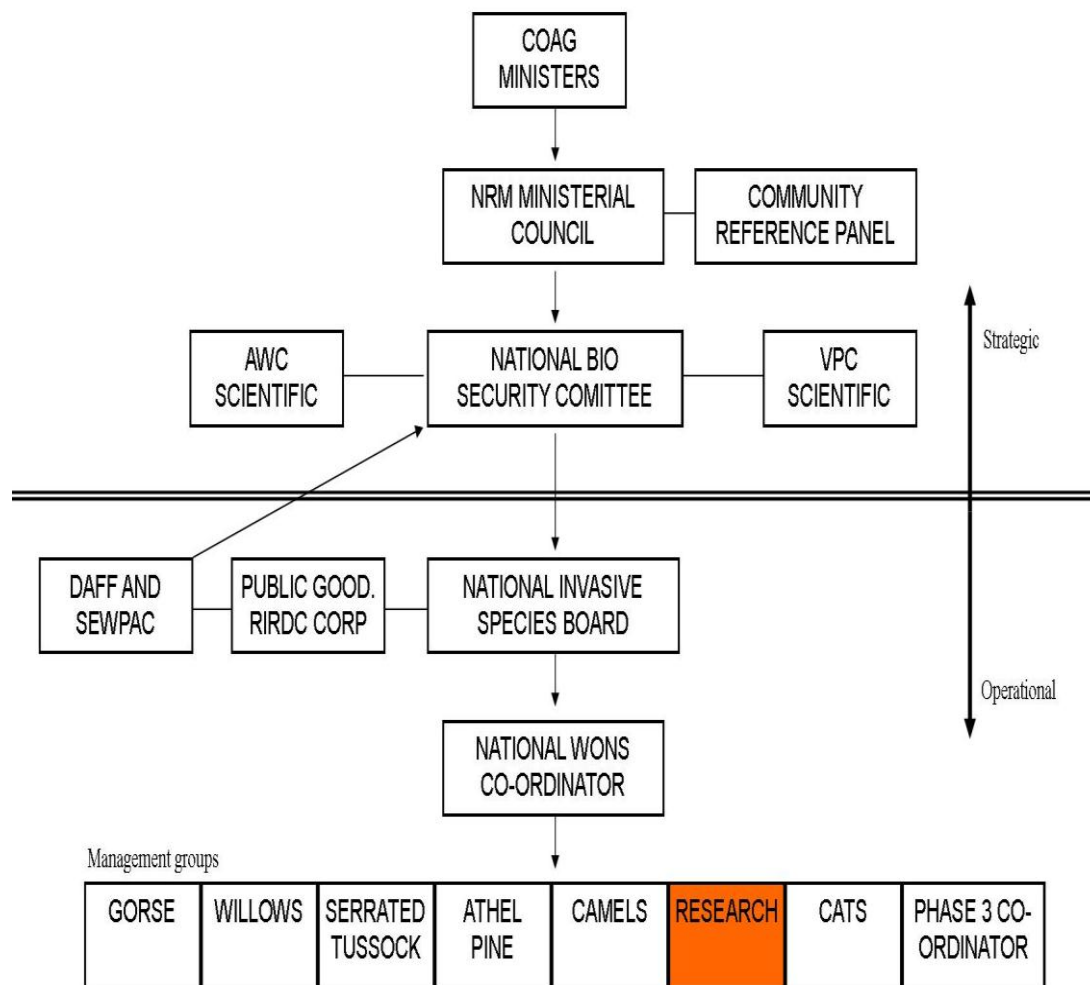 COAG
MINISTERS
NRM MINISTERIAL
COUNCIL
COMMUNITY
REFERENCE PANEL
AWC
SCIENTIFIC
NATIONAL BIO
SECURITY COMITTEE
VPC
SCIENTIFIC
Strategic
DAFF AND
SEWPAC
PUBLIC GOOD.
RIRDC CORP
NATIONAL INVASIVE
SPECIES BOARD
Operational
NATIONAL WONS
CO-ORDINATOR
Management groups
GORSE
WILLOWS
SERRATED
TUSSOCK
ATHEL
PINE
CAMELS
RESEARCH
CATS
PHASE 3 CO-
ORDINATOR